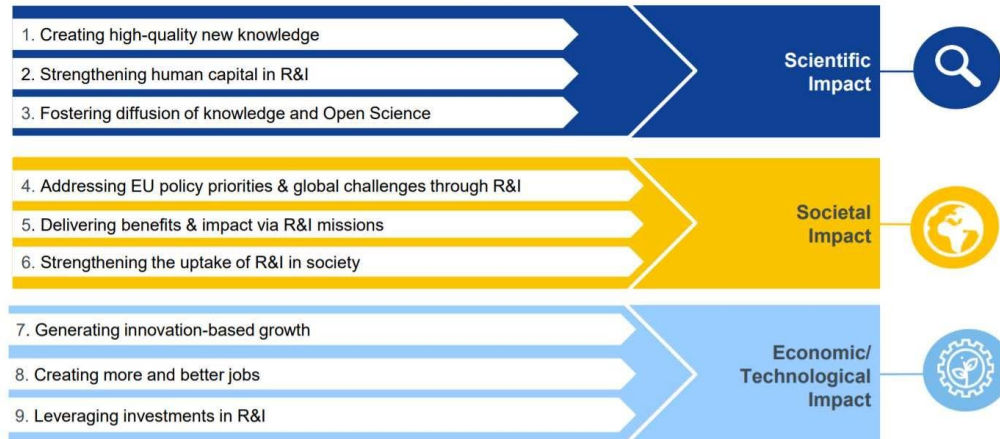 1. Creating high-quality new knowledge
2. Strengthening human capital in R&I
3. Fostering diffusion of knowledge and Open Science
Scientific
Impact
4. Addressing EU policy priorities & global challenges through R&I
5. Delivering benefits & impact via R&I missions
6. Strengthening the uptake of R&I in society
Societal
Impact
7. Generating innovation-based growth
8. Creating more and better jobs
9. Leveraging investments in R&I
Economic/
Technological
Impact